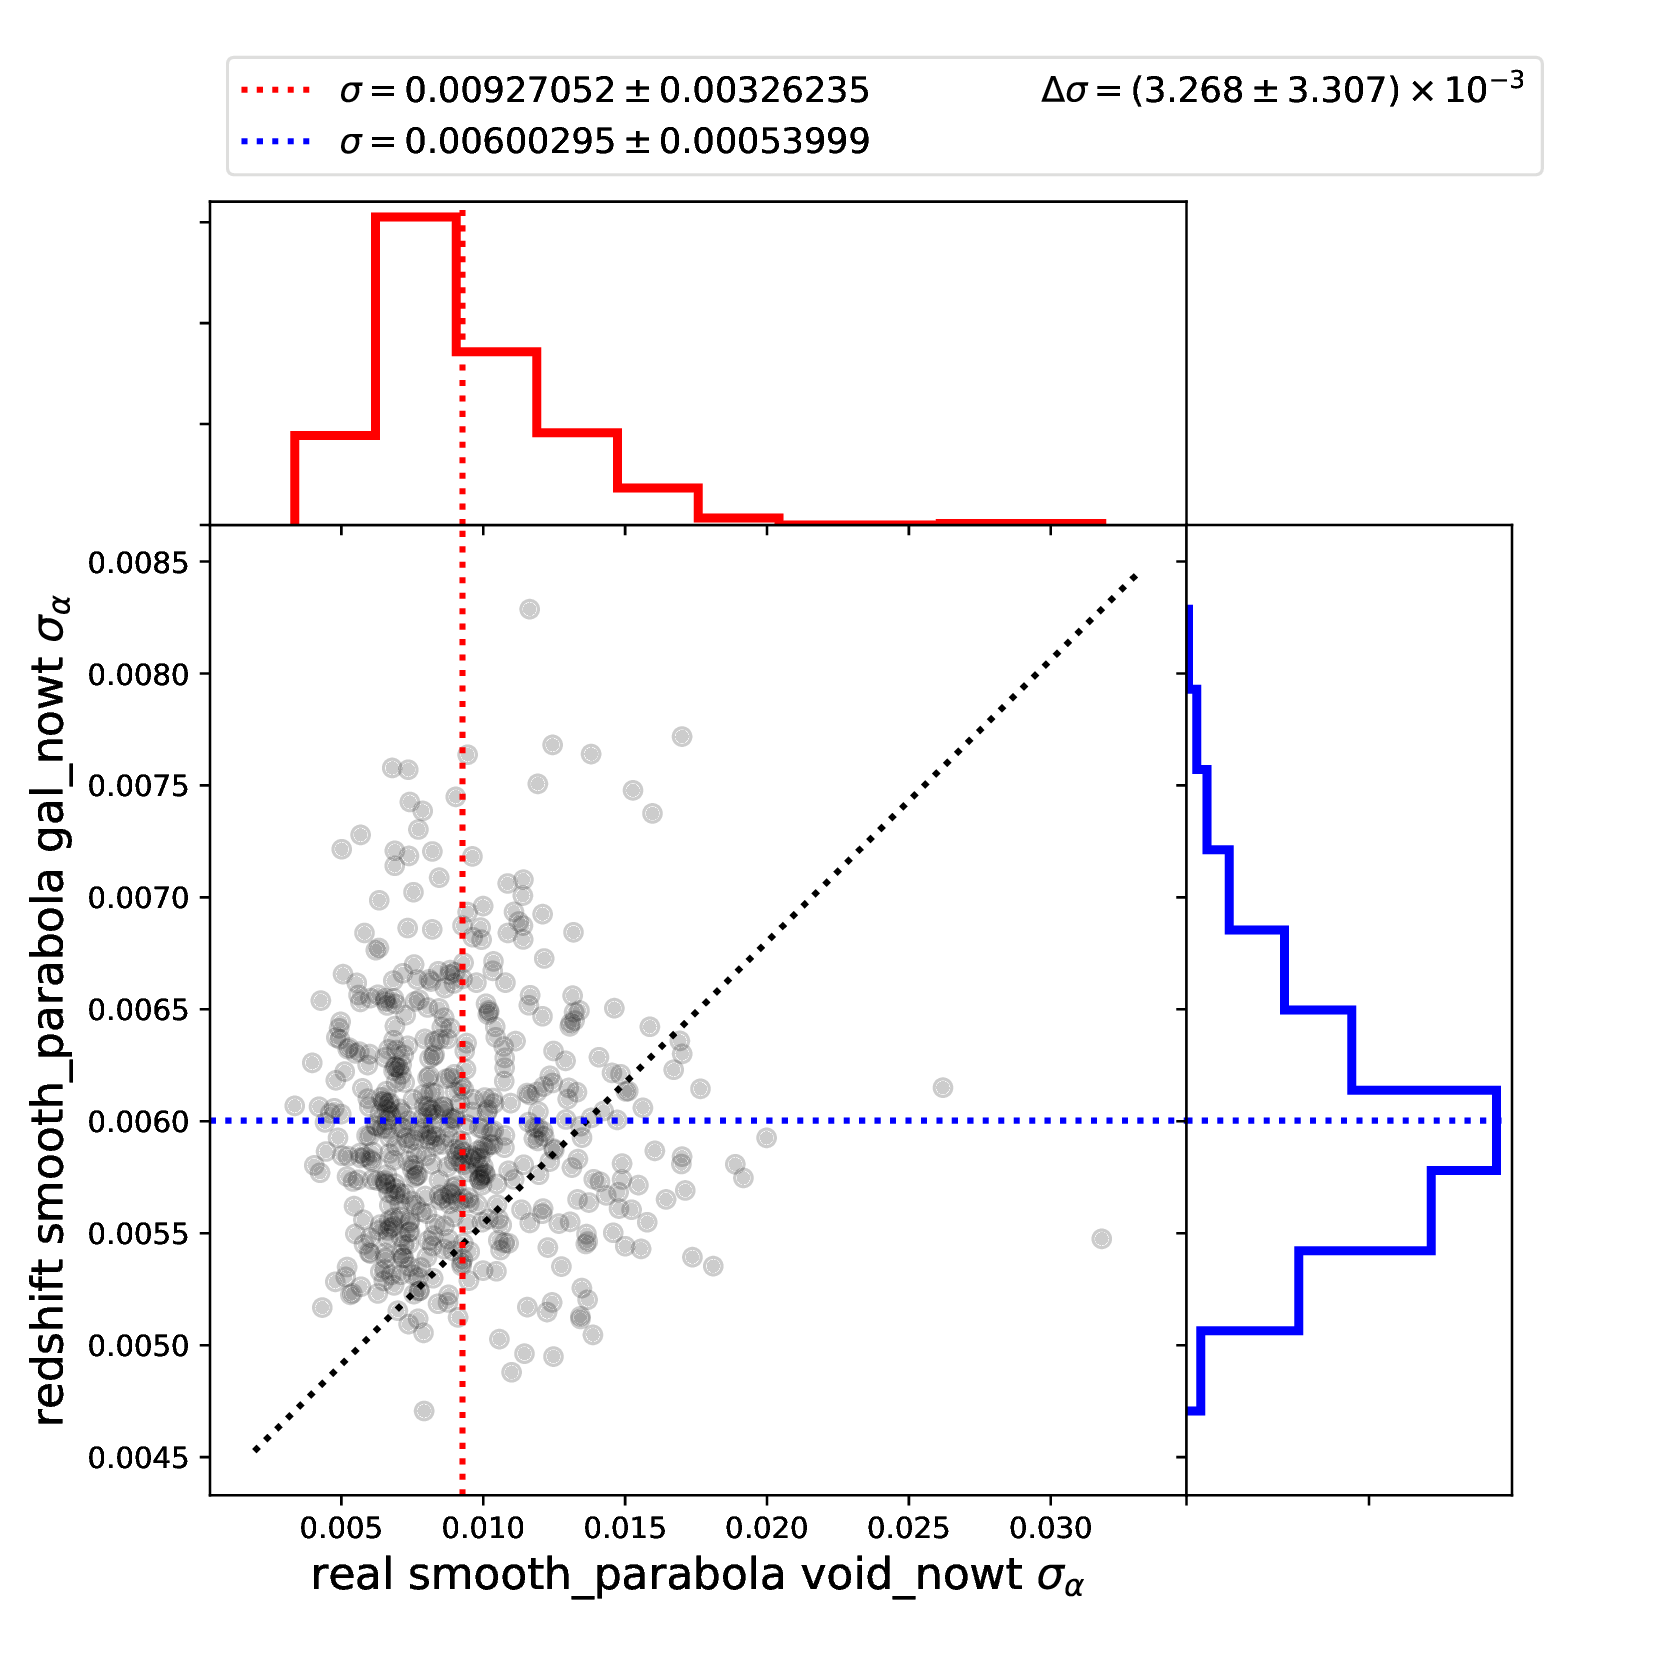 σ = 0.00927052 ± 0.00326235
σ = 0.00600295 ± 0.00053999
Δσ = (3.268 ± 3.307) × 10⁻³
0.0085
0.0080
0.0075
0.0070
0.0065
0.0060
0.0055
0.0050
0.0045
redshift smooth_parabola gal_nowt σ_α
0.005 0.010 0.015 0.020 0.025 0.030
real smooth_parabola void_nowt σ_α